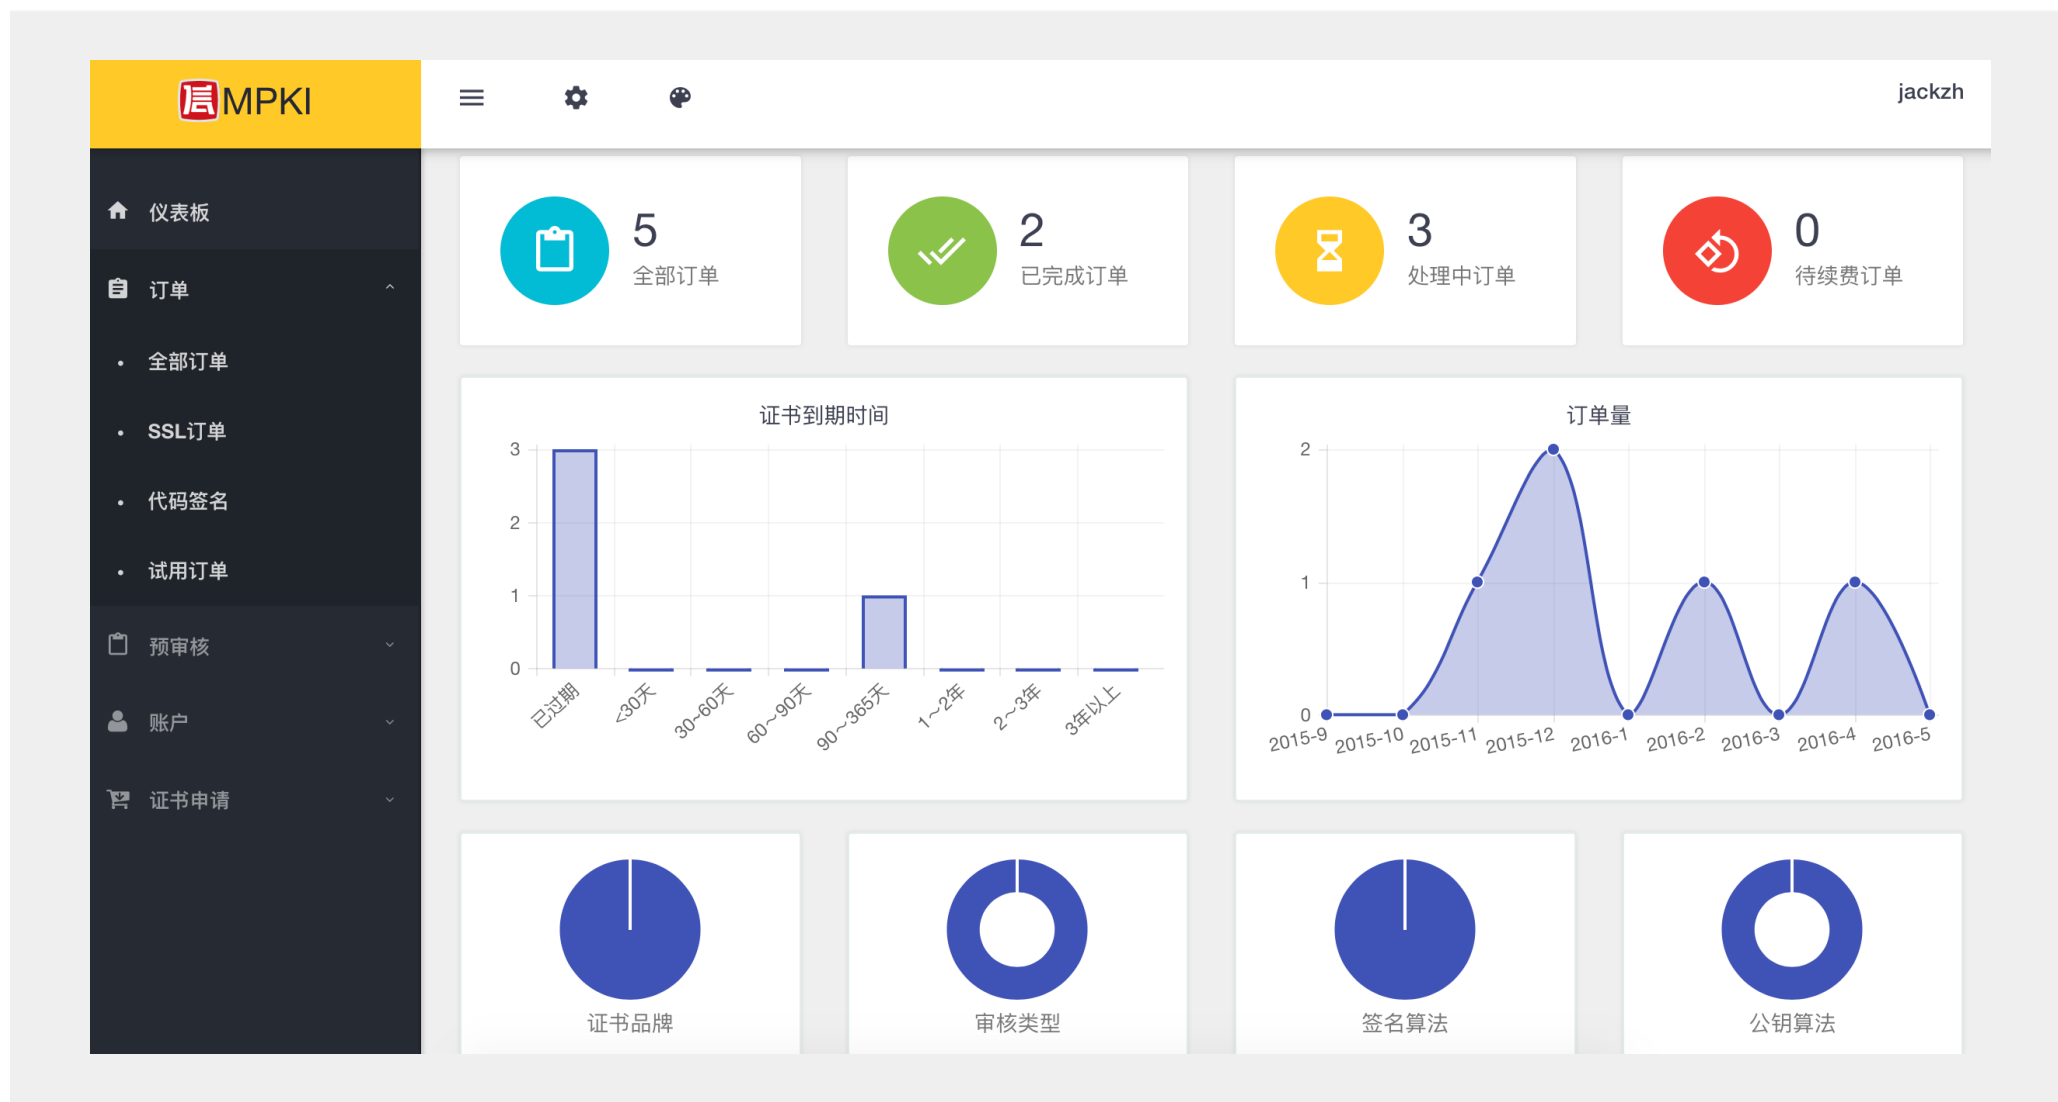 信MPKI
jackzh
仪表板
订单
全部订单
SSL订单
代码签名
试用订单
预审核
账户
证书申请
5
全部订单
2
已完成订单
3
处理中订单
0
待续费订单
证书到期时间
3
2
1
0
已过期
<30天
30~60天
60~90天
90~365天
1~2年
2~3年
3年以上
订单量
2
1
0
2015-9
2015-10
2015-11
2015-12
2016-1
2016-2
2016-3
2016-4
2016-5
证书品牌
审核类型
签名算法
公钥算法